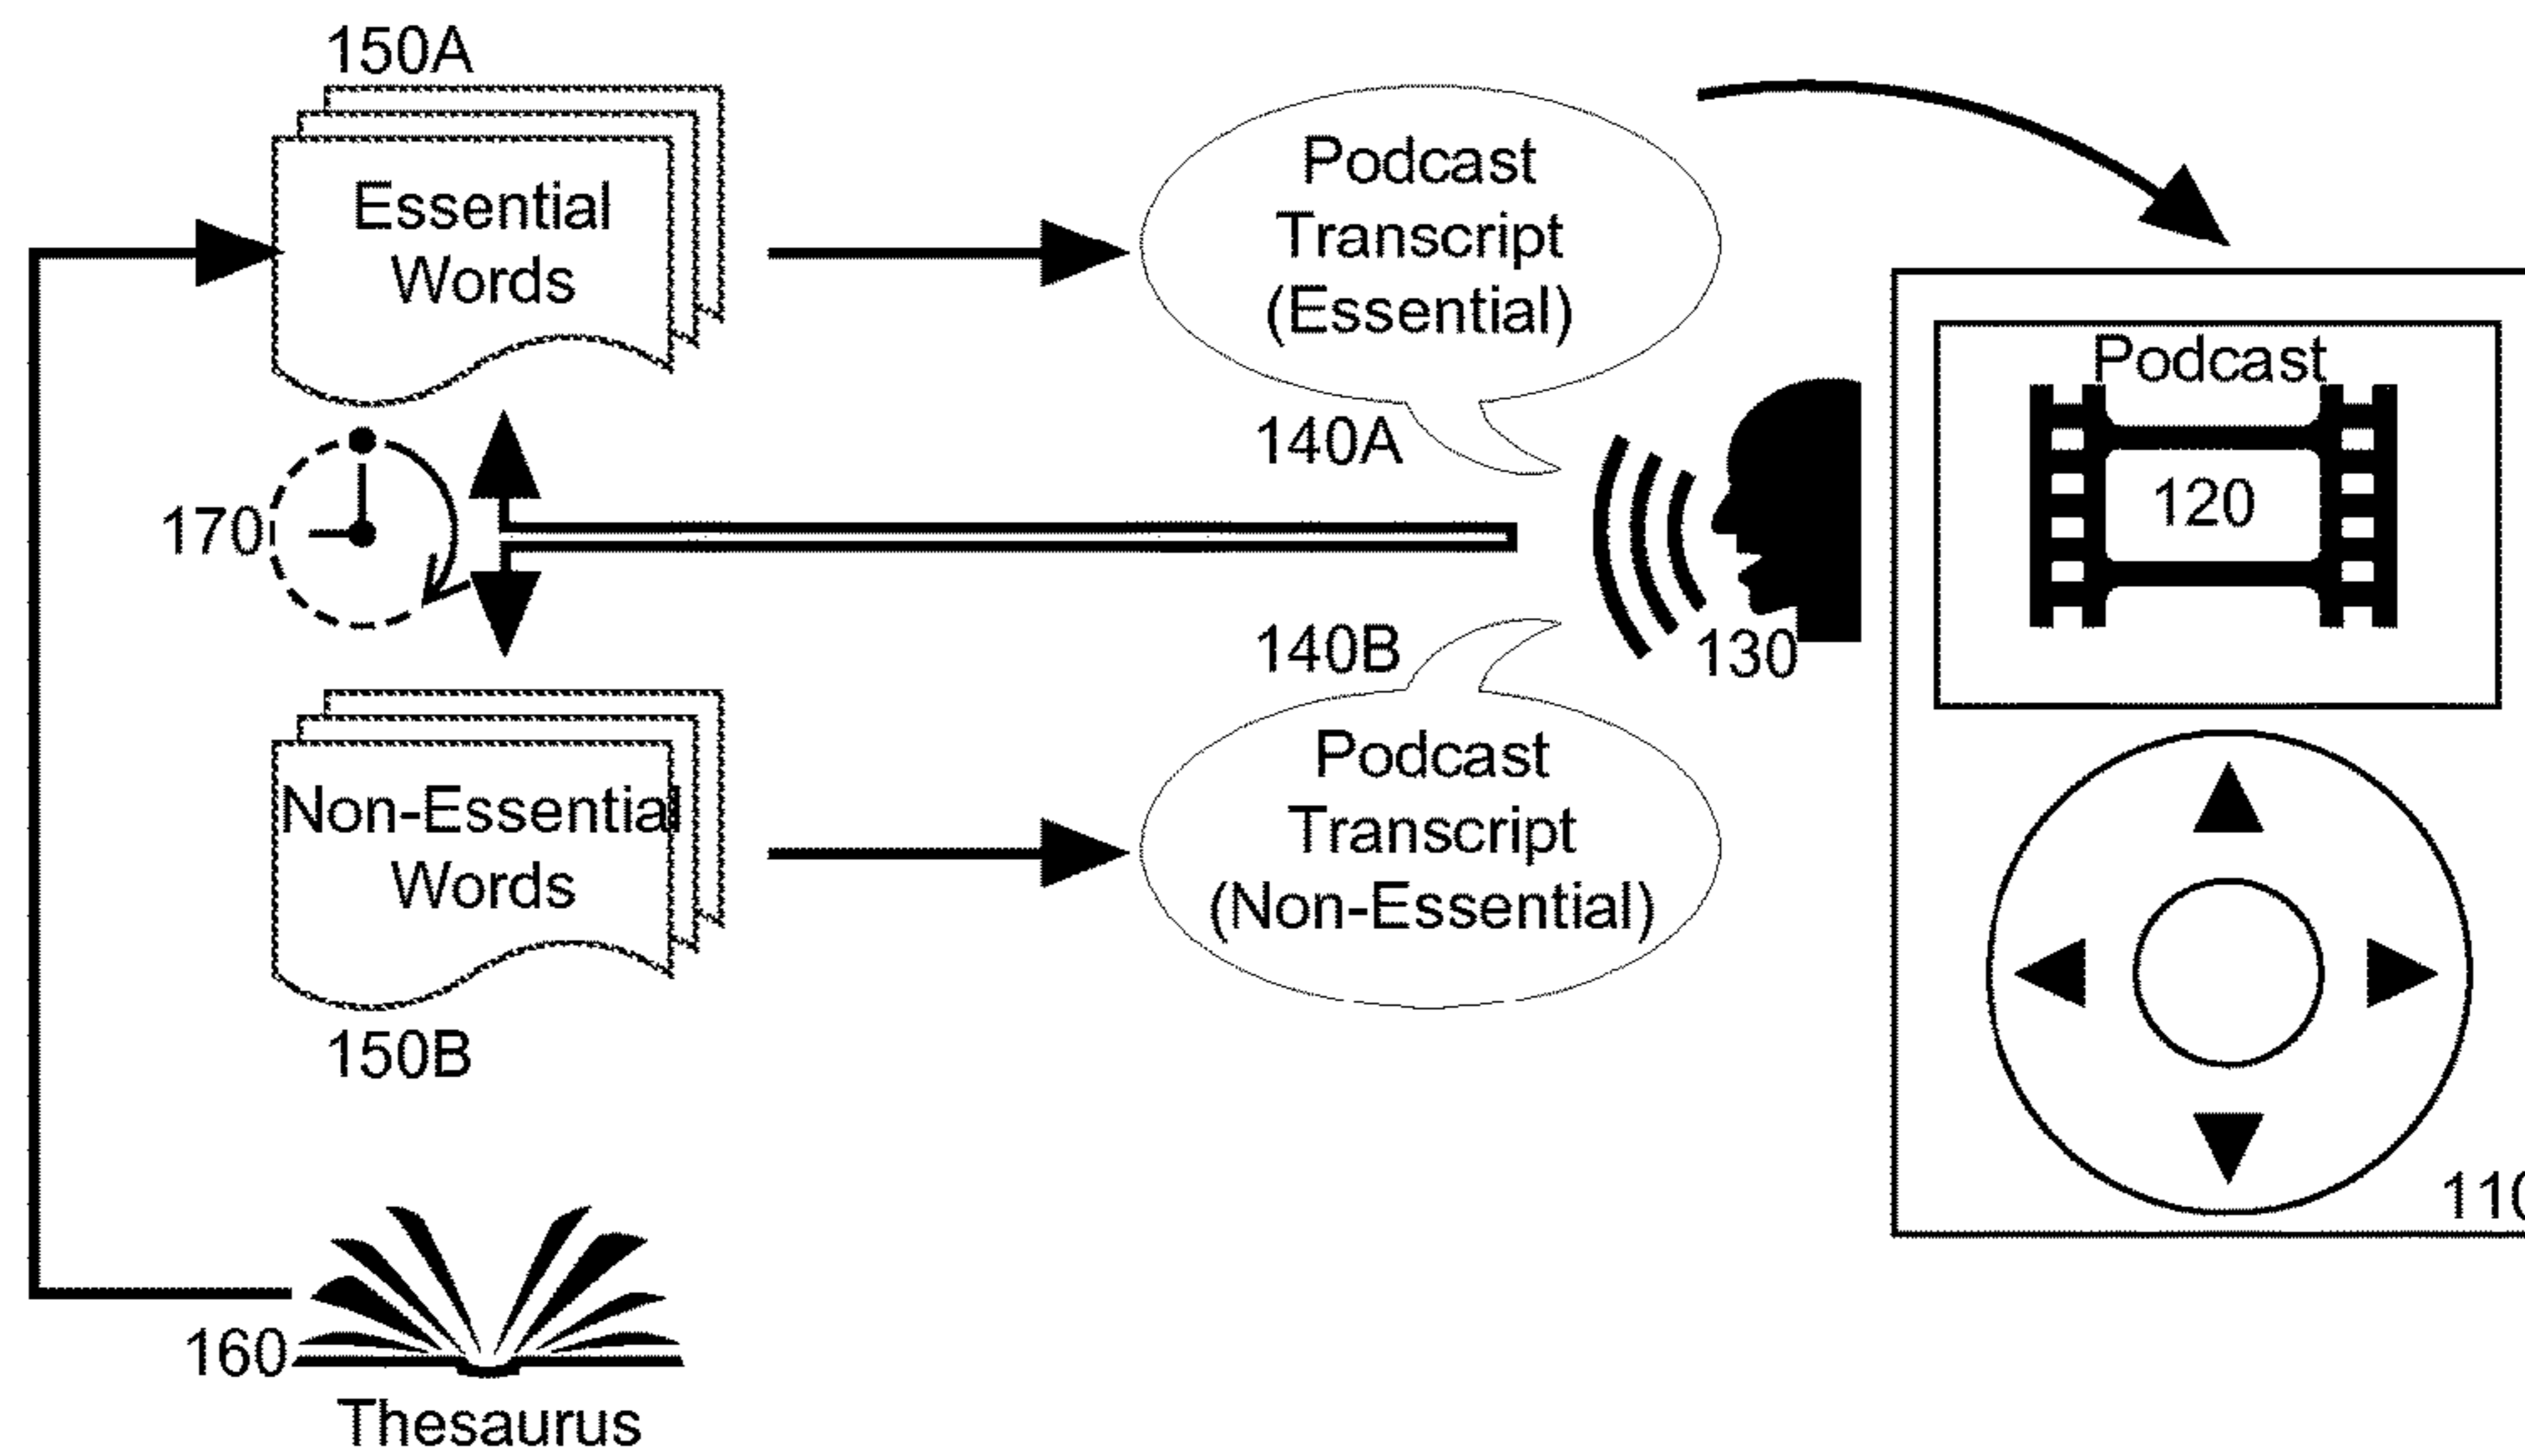 150A
Essential
Words
Podcast
Transcript
(Essential)
Podcast
120
140A
170
140B
130
Non-Essential
Words
Podcast
Transcript
(Non-Essential)
150B
110
160
Thesaurus